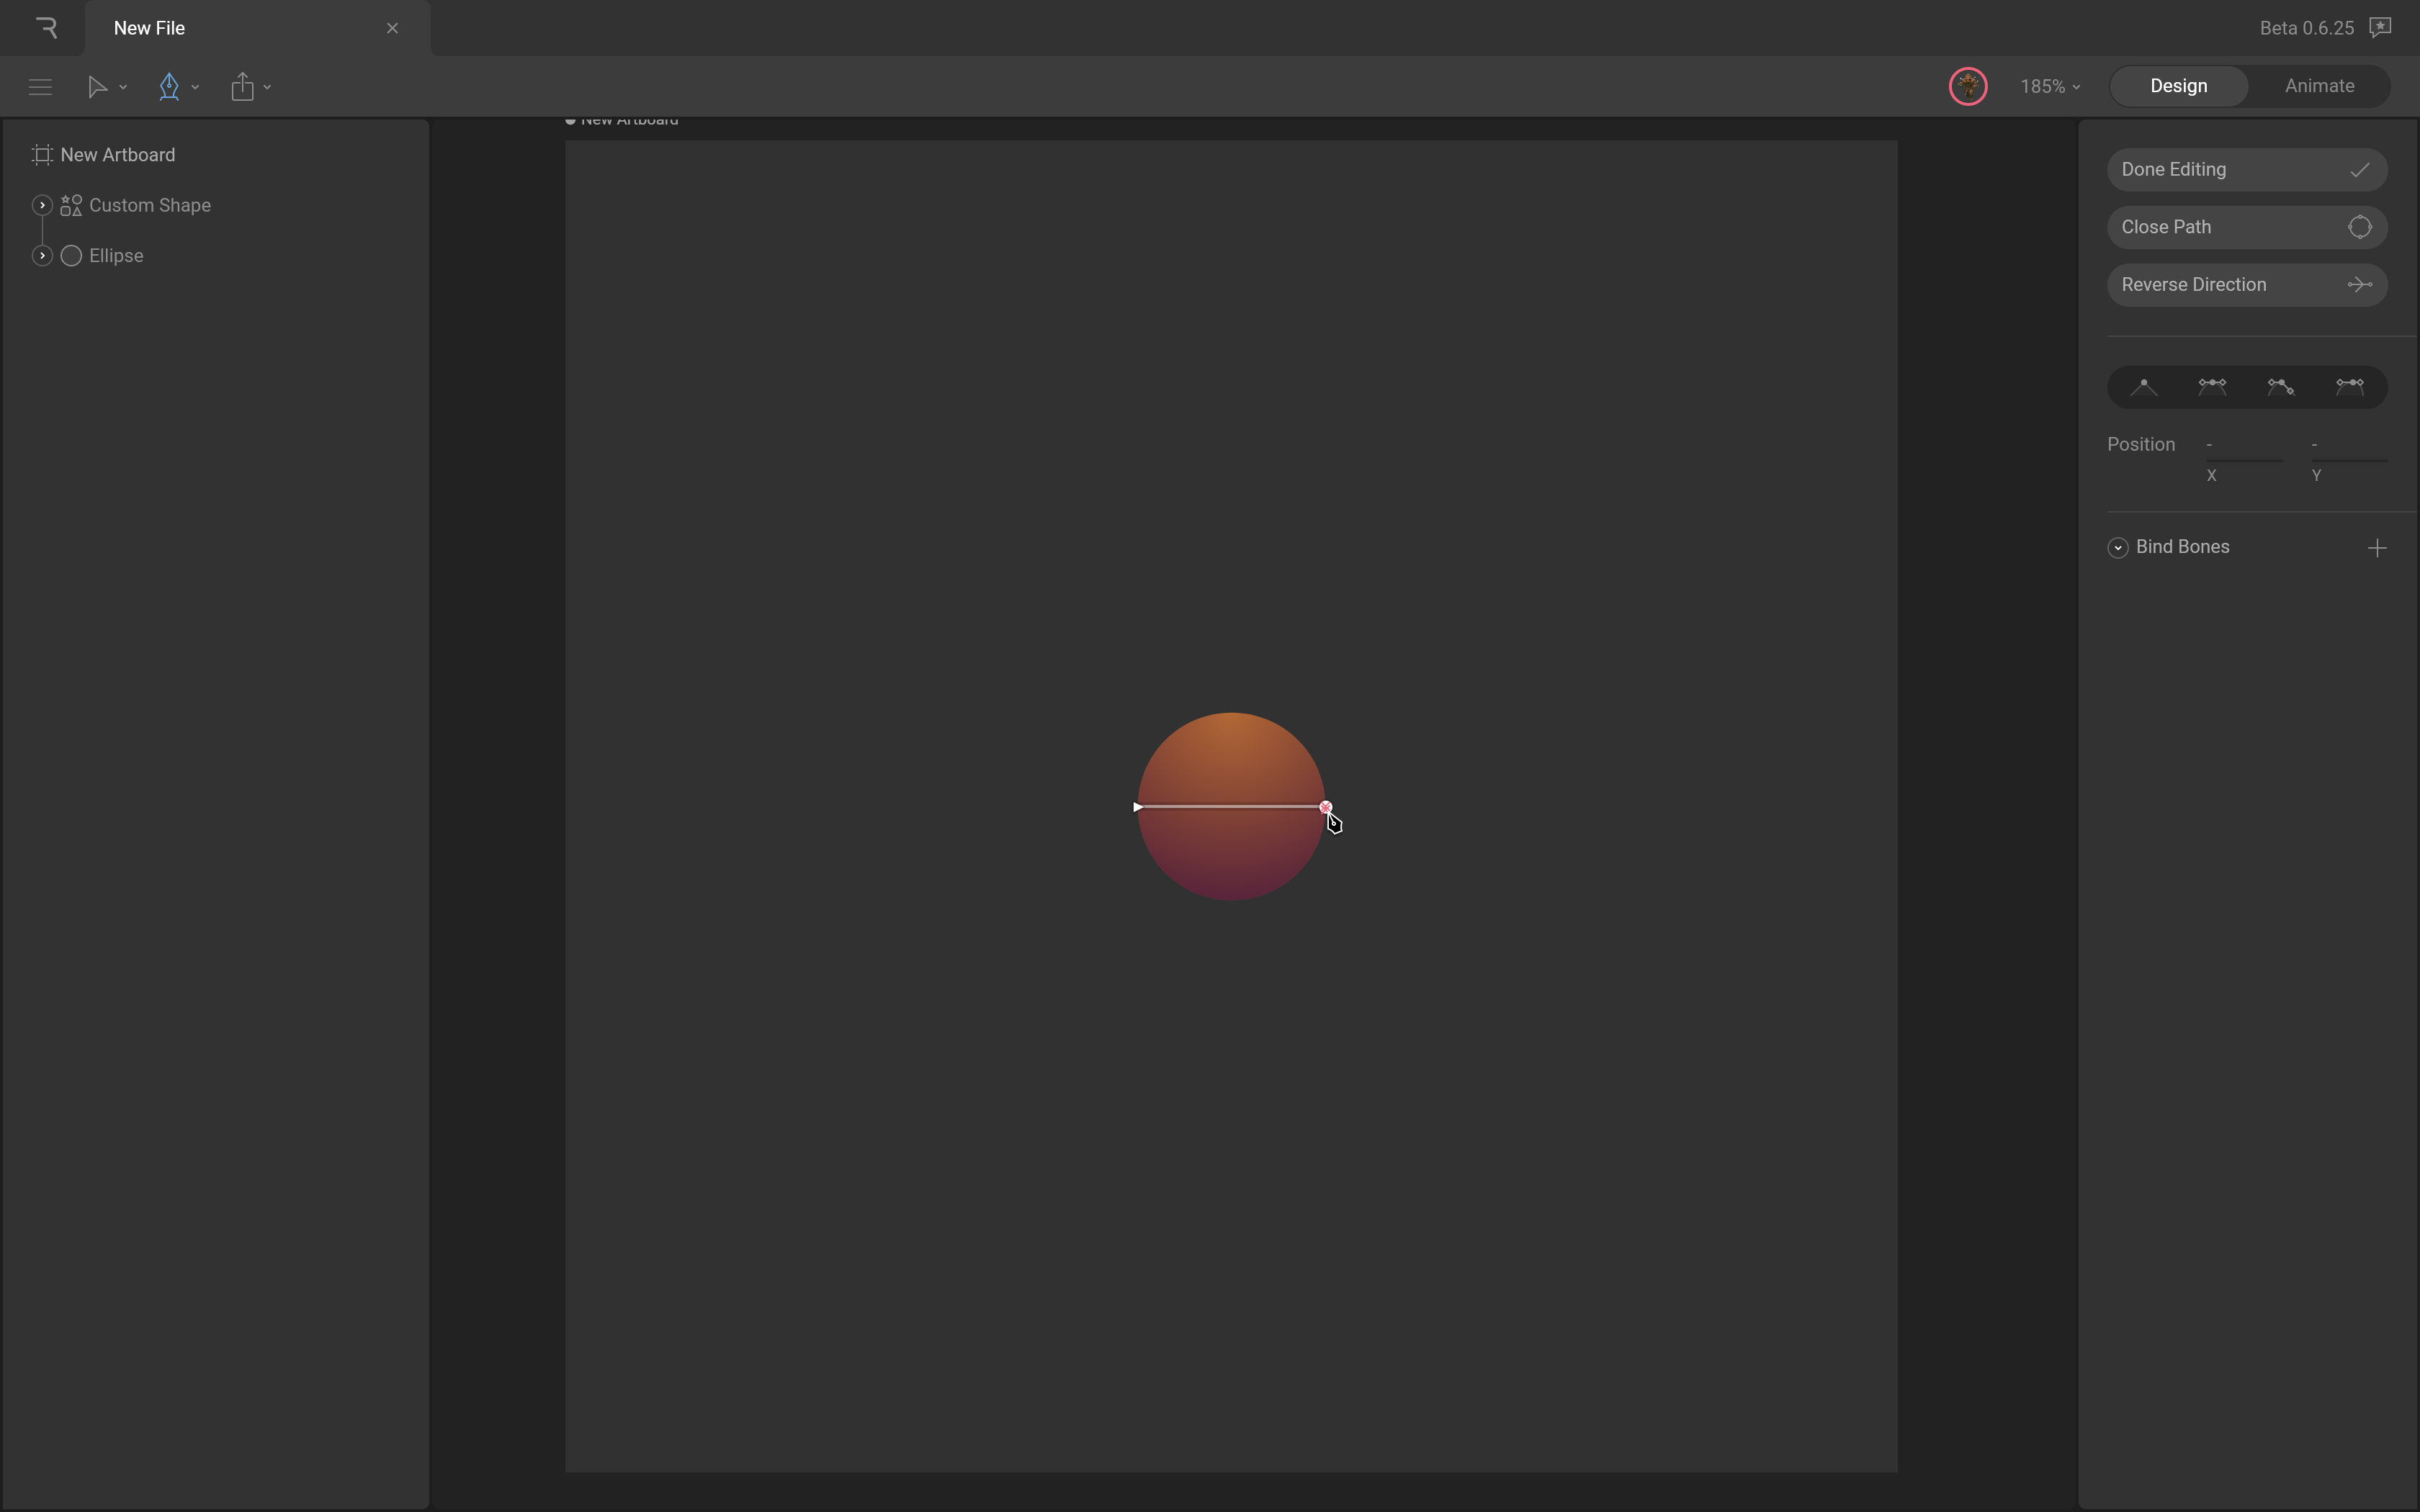 New File
Beta 0.6.25
185%
Design
Animate
New Artboard
New Artboard
Custom Shape
Ellipse
Done Editing
Close Path
Reverse Direction
Position - -
X Y
Bind Bones